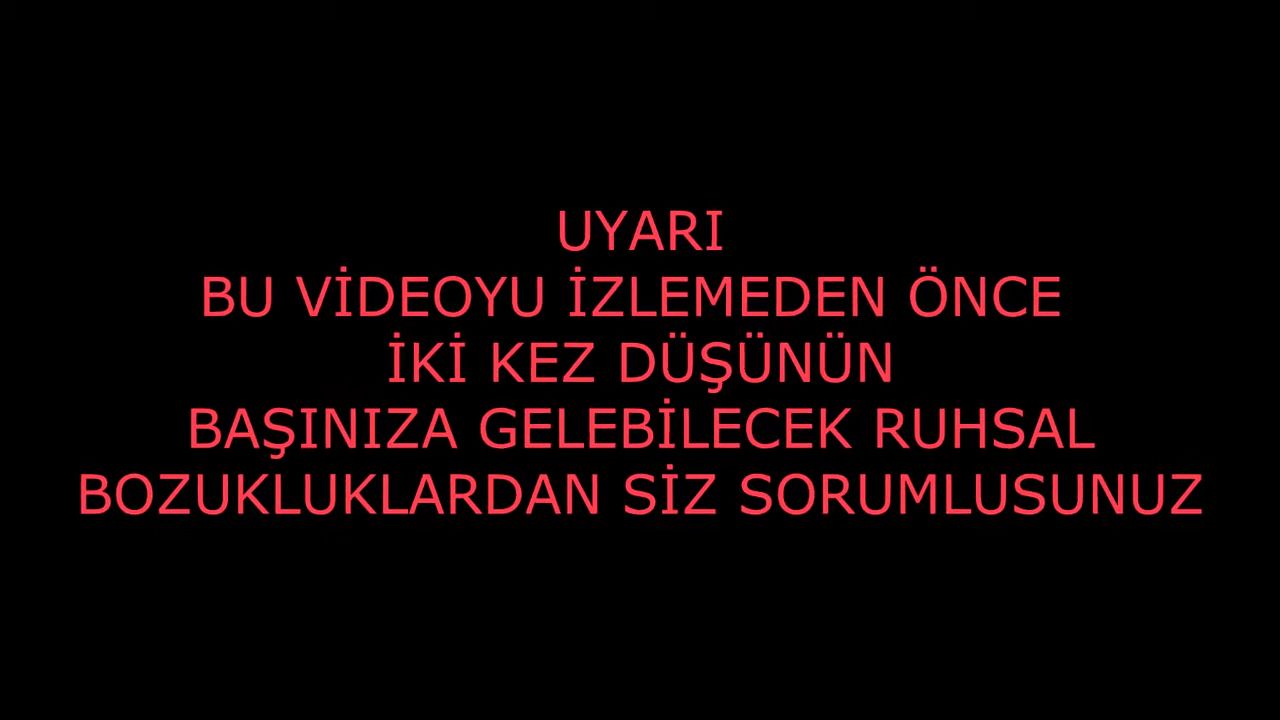 UYARI
BU VİDEOYU İZLEMEDEN ÖNCE
İKİ KEZ DÜŞÜNÜN
BAŞINIZA GELEBİLECEK RUHSAL
BOZUKLUKLARDAN SİZ SORUMLUSUNUZ